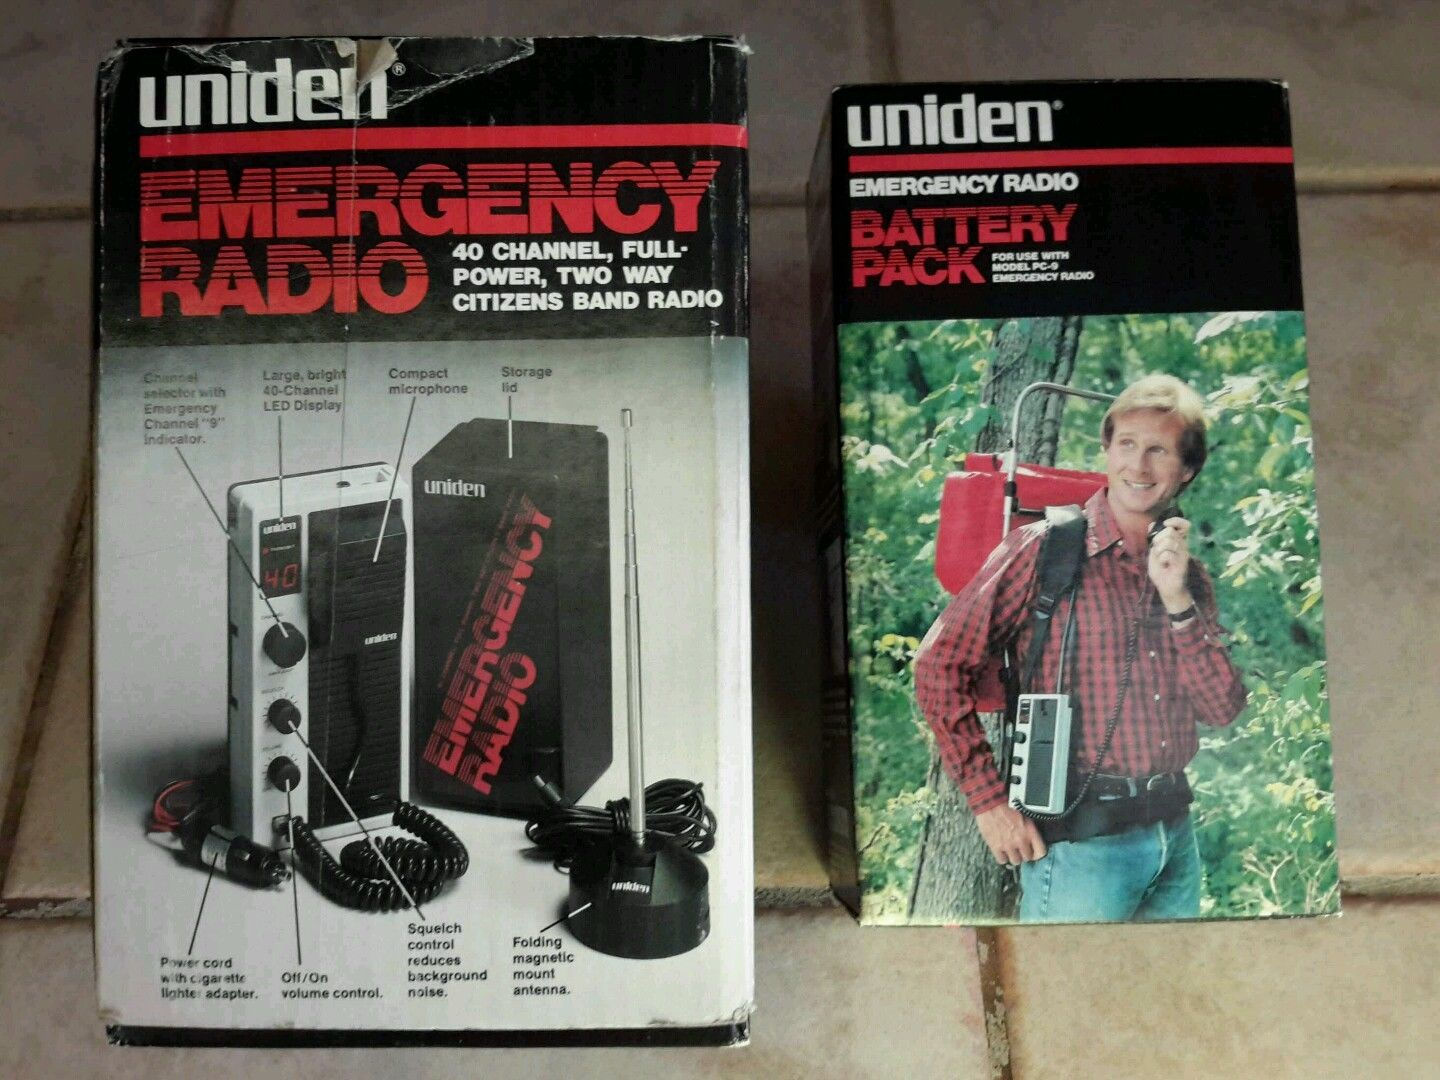 uniden®
EMERGENCY
RADIO
40 CHANNEL, FULL-
POWER, TWO WAY
CITIZENS BAND RADIO
Channel
selector with
Emergency
Channel "9"
Indicator.
Large, bright
40-Channel
LED Display
Compact
microphone
Storage
lid
uniden
40
uniden
uniden
EMERGENCY
RADIO
uniden
Power cord
with cigarette
lighter adapter.
Off/On
volume control.
Squelch
control
reduces
background
noise.
Folding
magnetic
mount
antenna.
uniden®
EMERGENCY RADIO
BATTERY
PACK
FOR USE WITH
MODEL PC-9
EMERGENCY RADIO